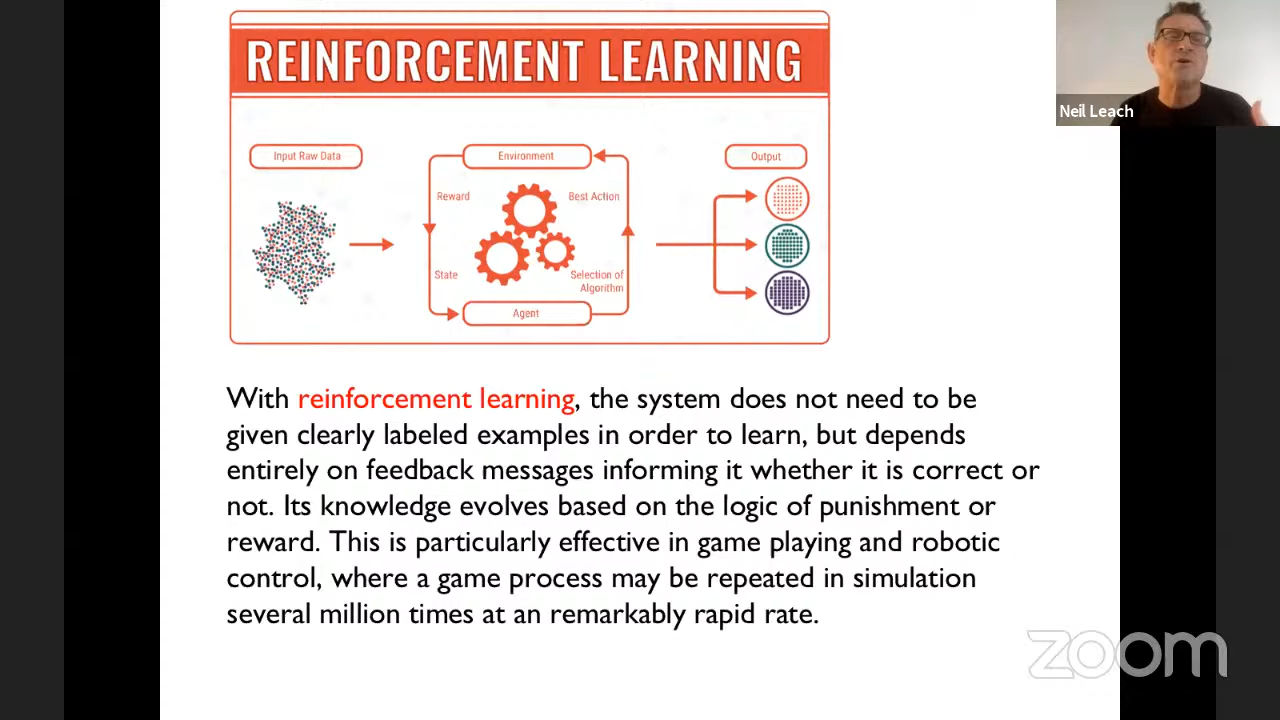 REINFORCEMENT LEARNING
Neil Leach
Input Raw Data
Environment
Output
Reward
Best Action
State
Selection of
Algorithm
Agent
With reinforcement learning, the system does not need to be
given clearly labeled examples in order to learn, but depends
entirely on feedback messages informing it whether it is correct or
not. Its knowledge evolves based on the logic of punishment or
reward. This is particularly effective in game playing and robotic
control, where a game process may be repeated in simulation
several million times at an remarkably rapid rate.
zoom